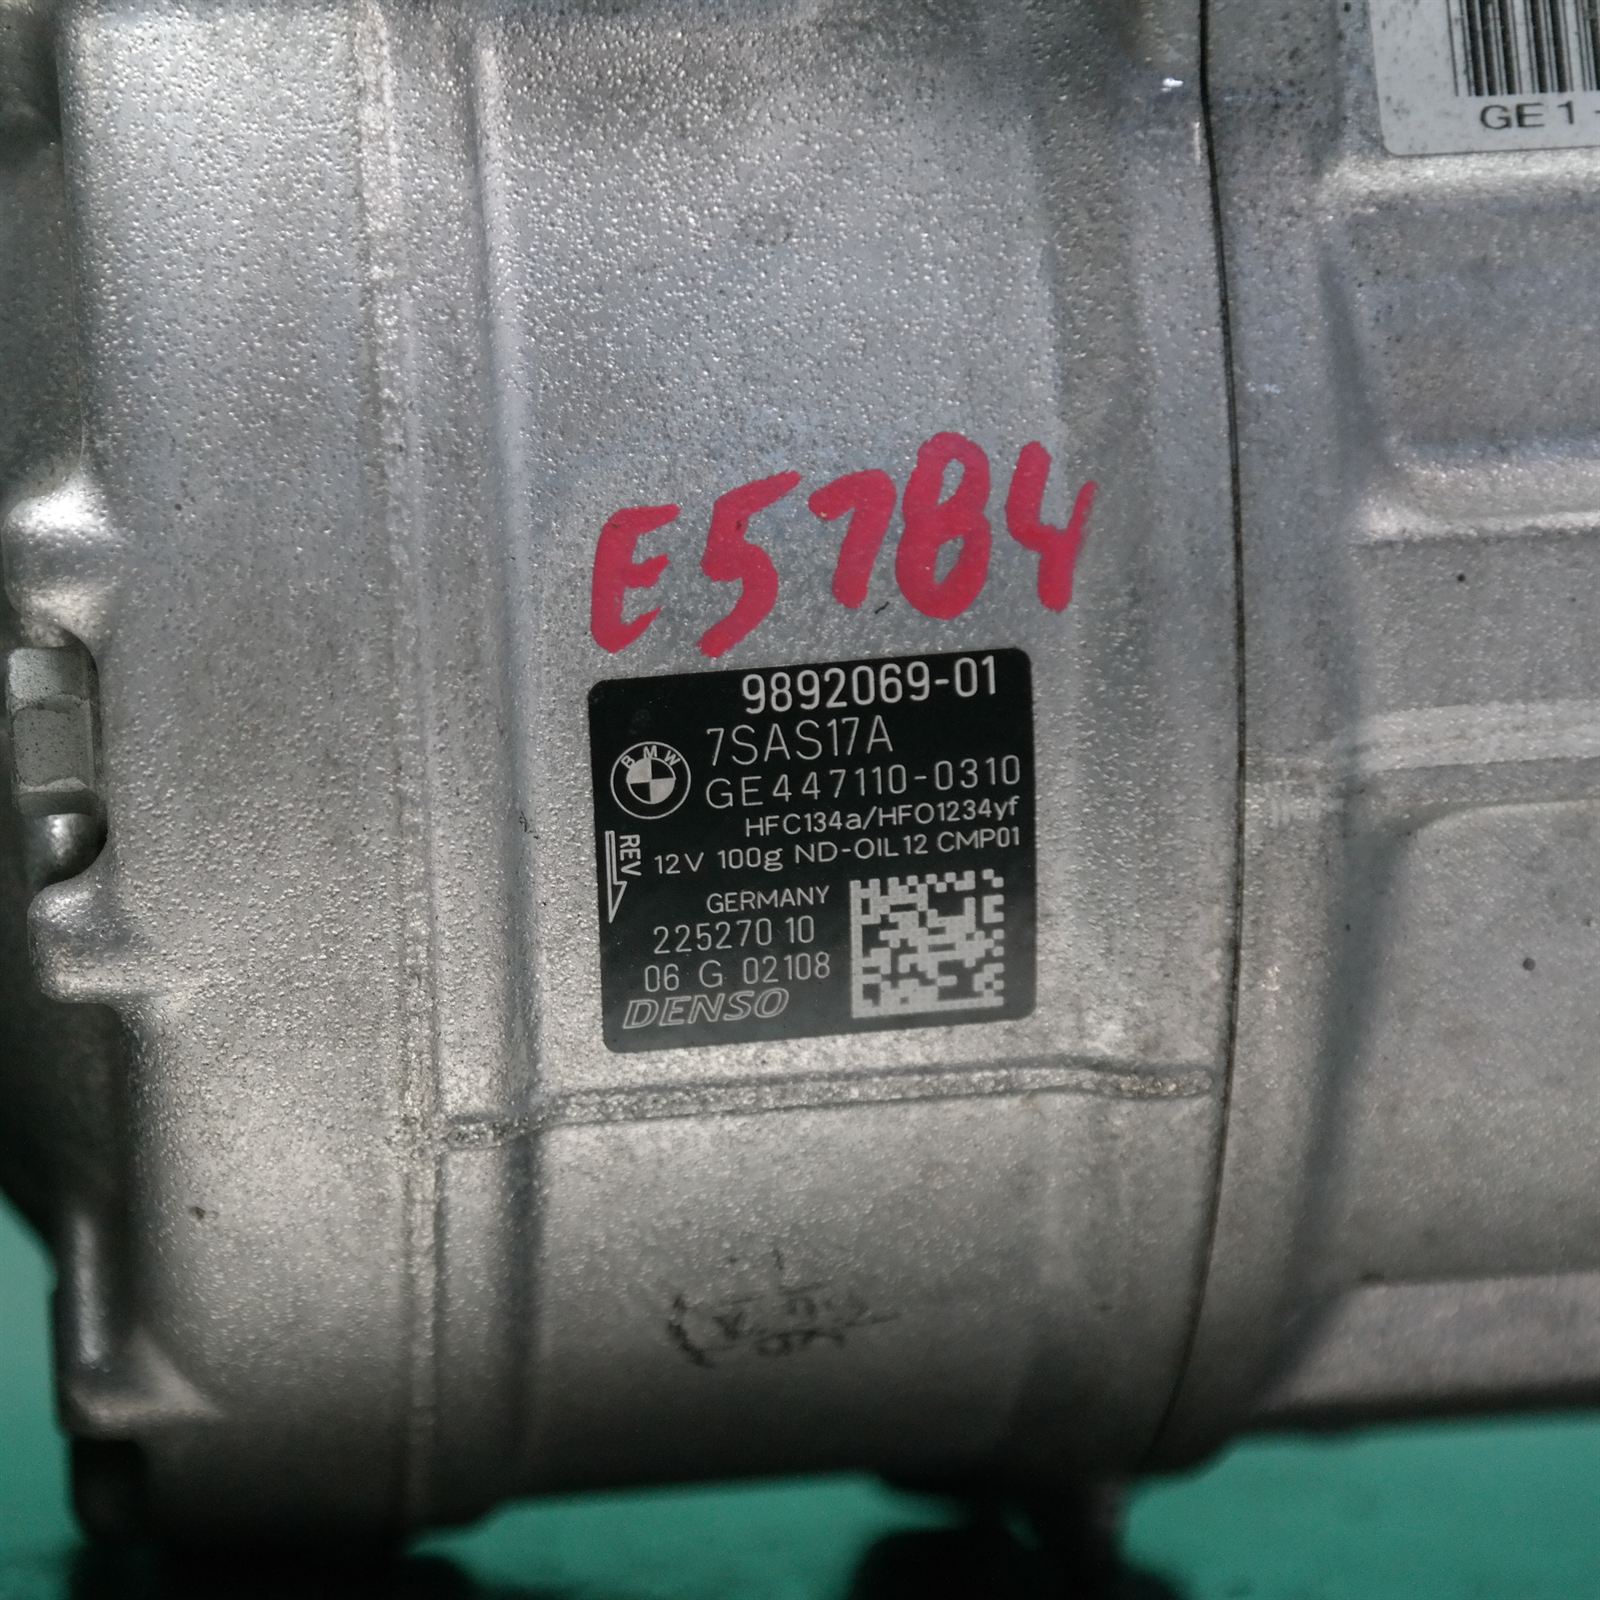 GE1-
E5784
9892069-01
7SAS17A
BMW
GE447110-0310
HFC134a/HFO1234yf
REV
12V 100g ND-OIL12 CMP01
GERMANY
225270 10
06 G 02108
DENSO